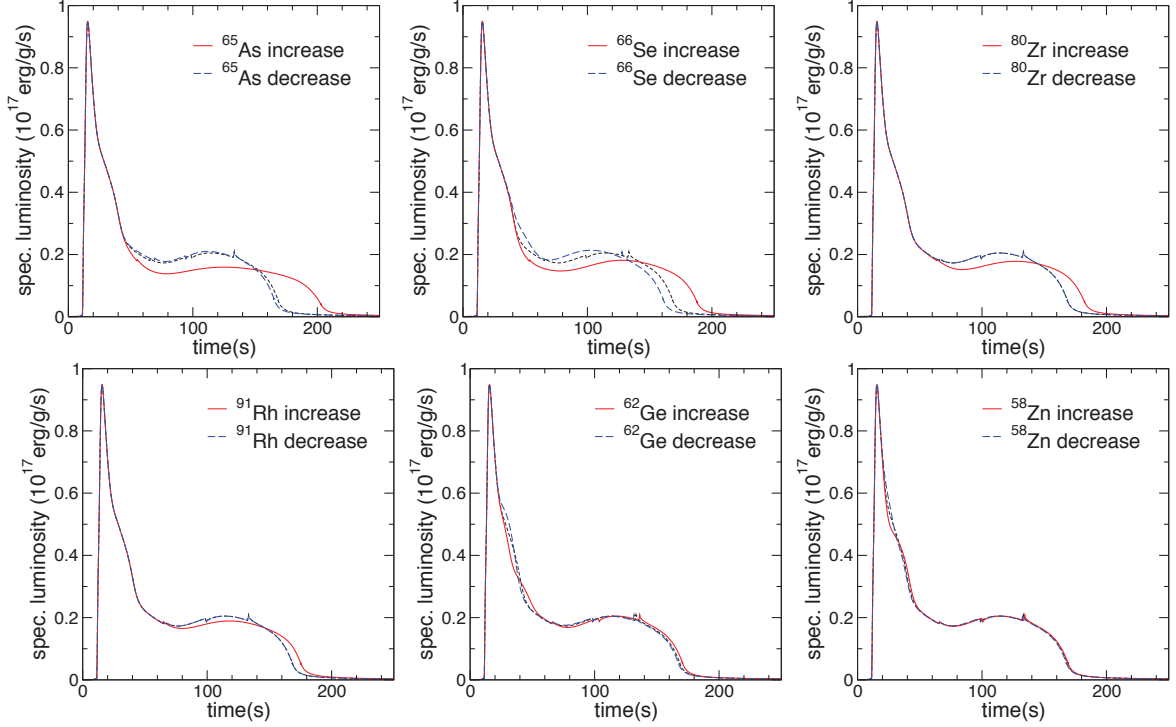 1
0.8
0.6
0.4
0.2
0
spec. luminosity (10^17 erg/g/s)
^65As increase
^65As decrease
0 100 200
time(s)
1
0.8
0.6
0.4
0.2
0
spec. luminosity (10^17 erg/g/s)
^66Se increase
^66Se decrease
0 100 200
time(s)
1
0.8
0.6
0.4
0.2
0
spec. luminosity (10^17 erg/g/s)
^80Zr increase
^80Zr decrease
0 100 200
time(s)
1
0.8
0.6
0.4
0.2
0
spec. luminosity (10^17 erg/g/s)
^91Rh increase
^91Rh decrease
0 100 200
time(s)
1
0.8
0.6
0.4
0.2
0
spec. luminosity (10^17 erg/g/s)
^62Ge increase
^62Ge decrease
0 100 200
time(s)
1
0.8
0.6
0.4
0.2
0
spec. luminosity (10^17 erg/g/s)
^58Zn increase
^58Zn decrease
0 100 200
time(s)